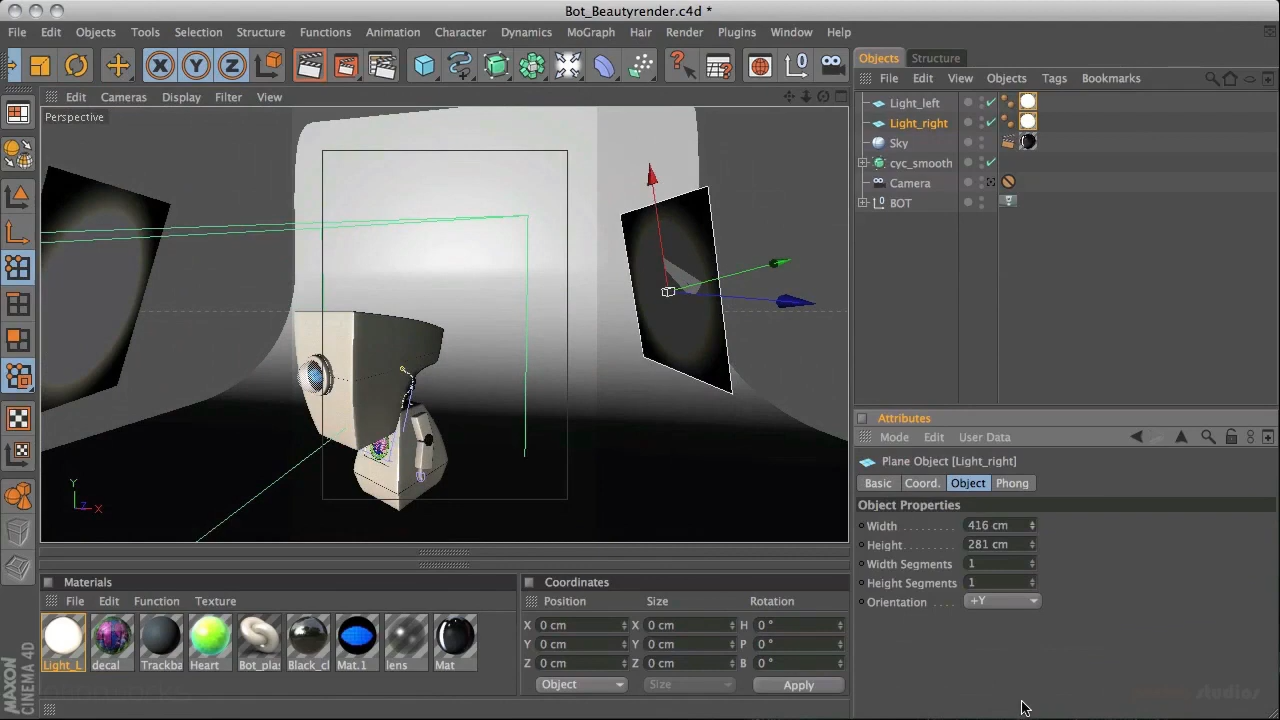 Bot_Beautyrender.c4d *
File Edit Objects Tools Selection Structure Functions Animation Character Dynamics MoGraph Hair Render Plugins Window Help
Objects Structure
File Edit View Objects Tags Bookmarks
Edit Cameras Display Filter View
Perspective
Light_left
Light_right
Sky
cyc_smooth
Camera
BOT
Y
Z X
Attributes
Mode Edit User Data
Plane Object [Light_right]
Basic Coord. Object Phong
Object Properties
Width 416 cm
Height 281 cm
Width Segments 1
Height Segments 1
Orientation +Y
Materials
File Edit Function Texture
Light_L decal Trackba Heart Bot_plas Black_cl Mat.1 lens Mat
Coordinates
Position Size Rotation
X 0 cm X 0 cm H 0 °
Y 0 cm Y 0 cm P 0 °
Z 0 cm Z 0 cm B 0 °
Object Size Apply
MAXON
CINEMA 4D
studios